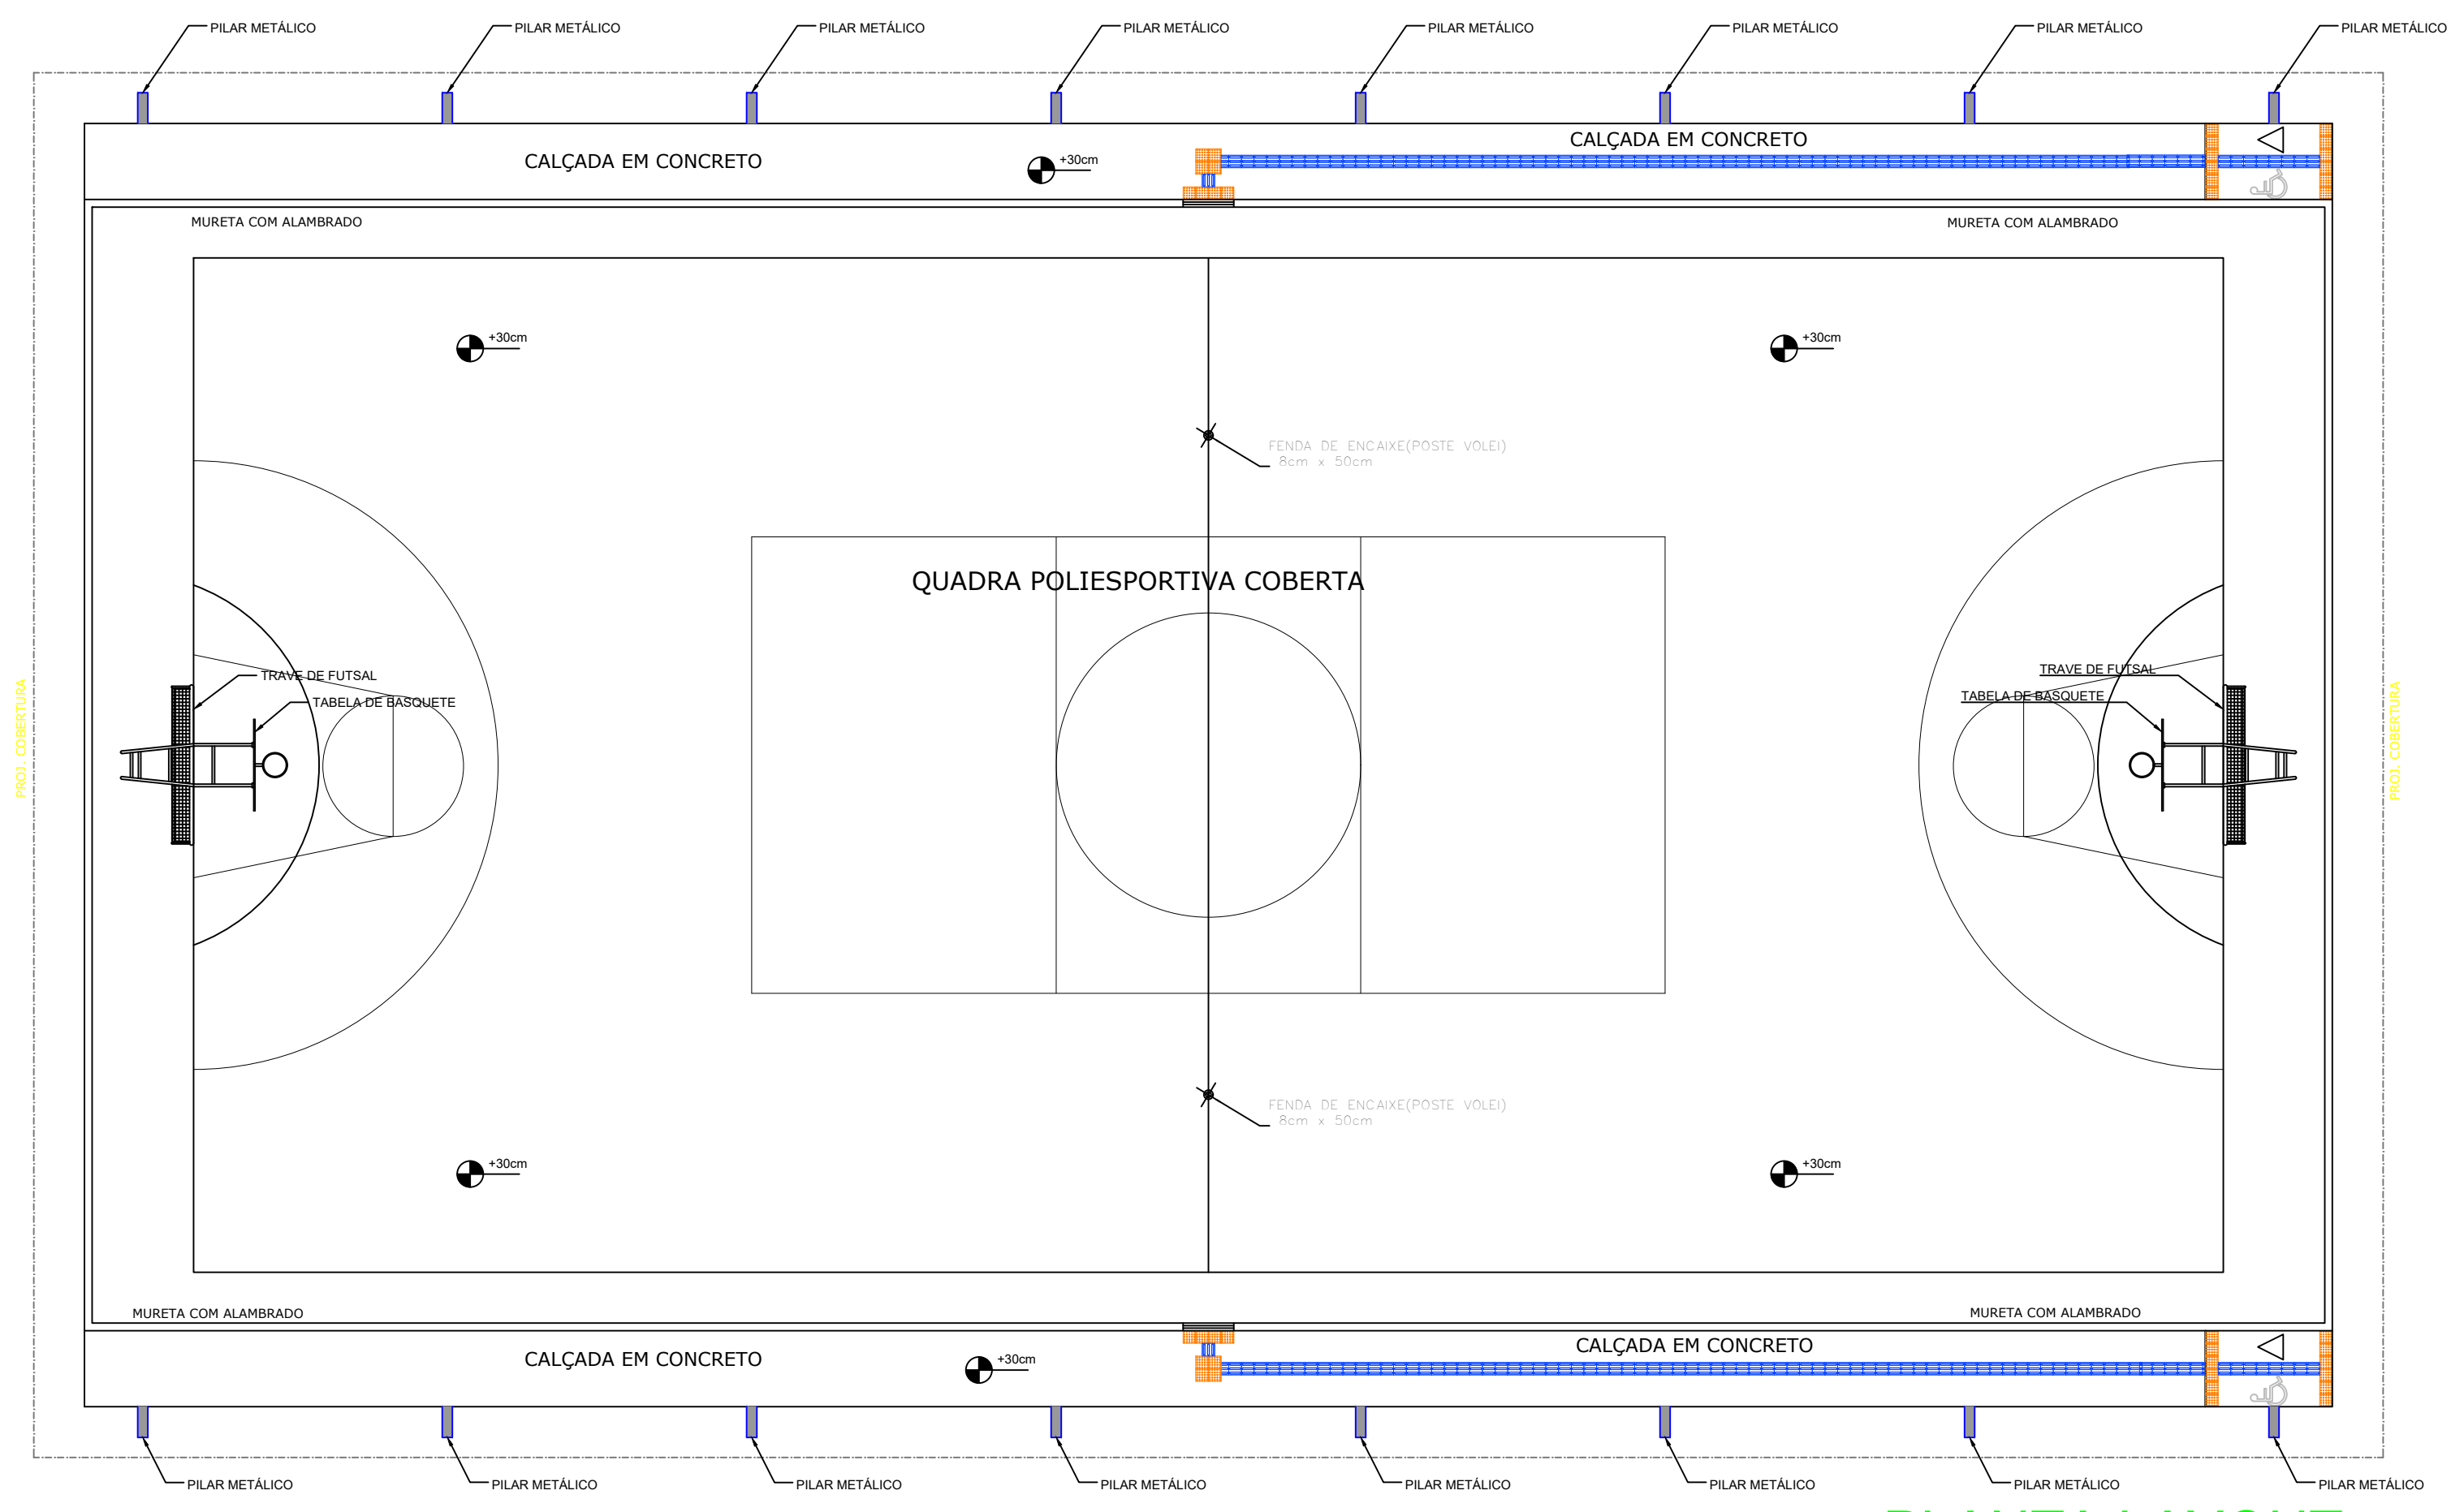 PILAR METÁLICO
PILAR METÁLICO
PILAR METÁLICO
PILAR METÁLICO
PILAR METÁLICO
PILAR METÁLICO
PILAR METÁLICO
PILAR METÁLICO
CALÇADA EM CONCRETO
CALÇADA EM CONCRETO
+30cm
MURETA COM ALAMBRADO
MURETA COM ALAMBRADO
+30cm
+30cm
FENDA DE ENCAIXE(POSTE VOLEI)
8cm x 50cm
QUADRA POLIESPORTIVA COBERTA
TRAVE DE FUTSAL
TABELA DE BASQUETE
TRAVE DE FUTSAL
TABELA DE BASQUETE
PROJ. COBERTURA
PROJ. COBERTURA
FENDA DE ENCAIXE(POSTE VOLEI)
8cm x 50cm
+30cm
+30cm
MURETA COM ALAMBRADO
MURETA COM ALAMBRADO
CALÇADA EM CONCRETO
+30cm
CALÇADA EM CONCRETO
PILAR METÁLICO
PILAR METÁLICO
PILAR METÁLICO
PILAR METÁLICO
PILAR METÁLICO
PILAR METÁLICO
PILAR METÁLICO
PILAR METÁLICO